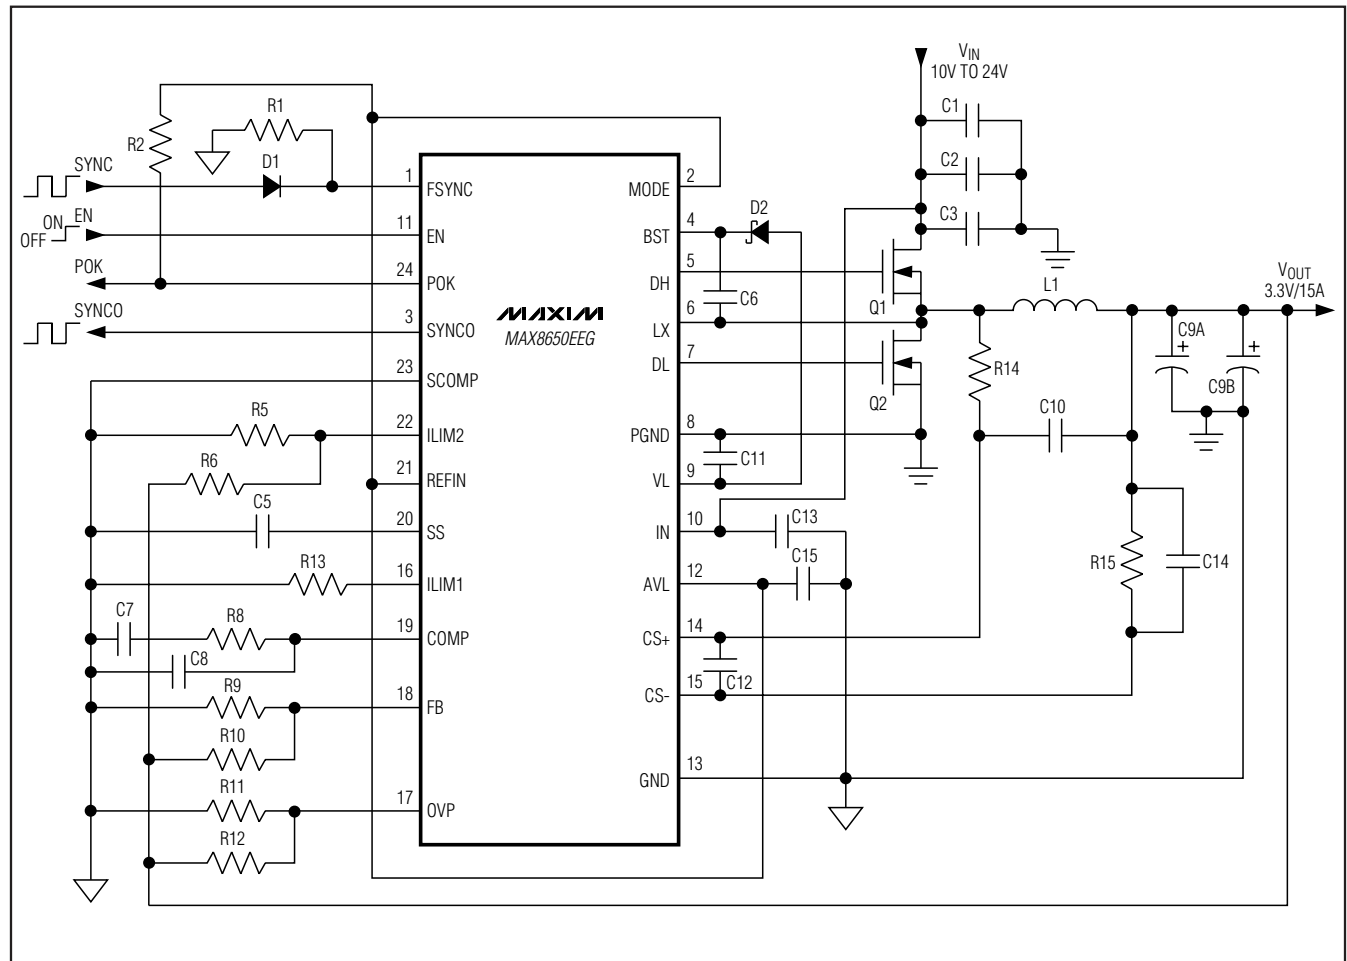 VIN
10V TO 24V
R1
R2
C1
SYNC
D1
C2
1
FSYNC
MODE
2
ON
OFF
EN
11
EN
BST
4
D2
C3
POK
24
POK
DH
5
C6
Q1
L1
VOUT
3.3V/15A
SYNCO
3
SYNCO
MAXIM
MAX8650EEG
LX
6
C9A
+
+
C9B
23
SCOMP
DL
7
Q2
R14
R5
22
ILIM2
PGND
8
C10
R6
21
REFIN
C11
VL
9
C5
20
SS
IN
10
C13
R13
16
ILIM1
AVL
12
C15
R15
C14
C7
R8
19
COMP
CS+
14
C8
C12
R9
18
FB
CS-
15
R10
GND
13
R11
17
OVP
R12